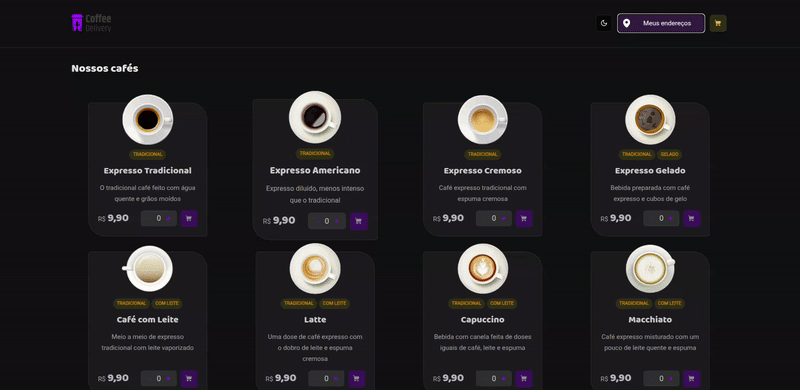 Coffee
Delivery
Meus endereços
Nossos cafés
TRADICIONAL
Expresso Tradicional
O tradicional café feito com água
quente e grãos moídos
R$ 9,90 0
TRADICIONAL
Expresso Americano
Expresso diluído, menos intenso
que o tradicional
R$ 9,90 0
TRADICIONAL
Expresso Cremoso
Café expresso tradicional com
espuma cremosa
R$ 9,90 0
TRADICIONAL GELADO
Expresso Gelado
Bebida preparada com café
expresso e cubos de gelo
R$ 9,90 0
TRADICIONAL COM LEITE
Café com Leite
Meio a meio de expresso
tradicional com leite vaporizado
R$ 9,90 0
TRADICIONAL COM LEITE
Latte
Uma dose de café expresso com
o dobro de leite e espuma
cremosa
R$ 9,90 0
TRADICIONAL COM LEITE
Capuccino
Bebida com canela feita de doses
iguais de café, leite e espuma
R$ 9,90 0
TRADICIONAL COM LEITE
Macchiato
Café expresso misturado com um
pouco de leite quente e espuma
R$ 9,90 0